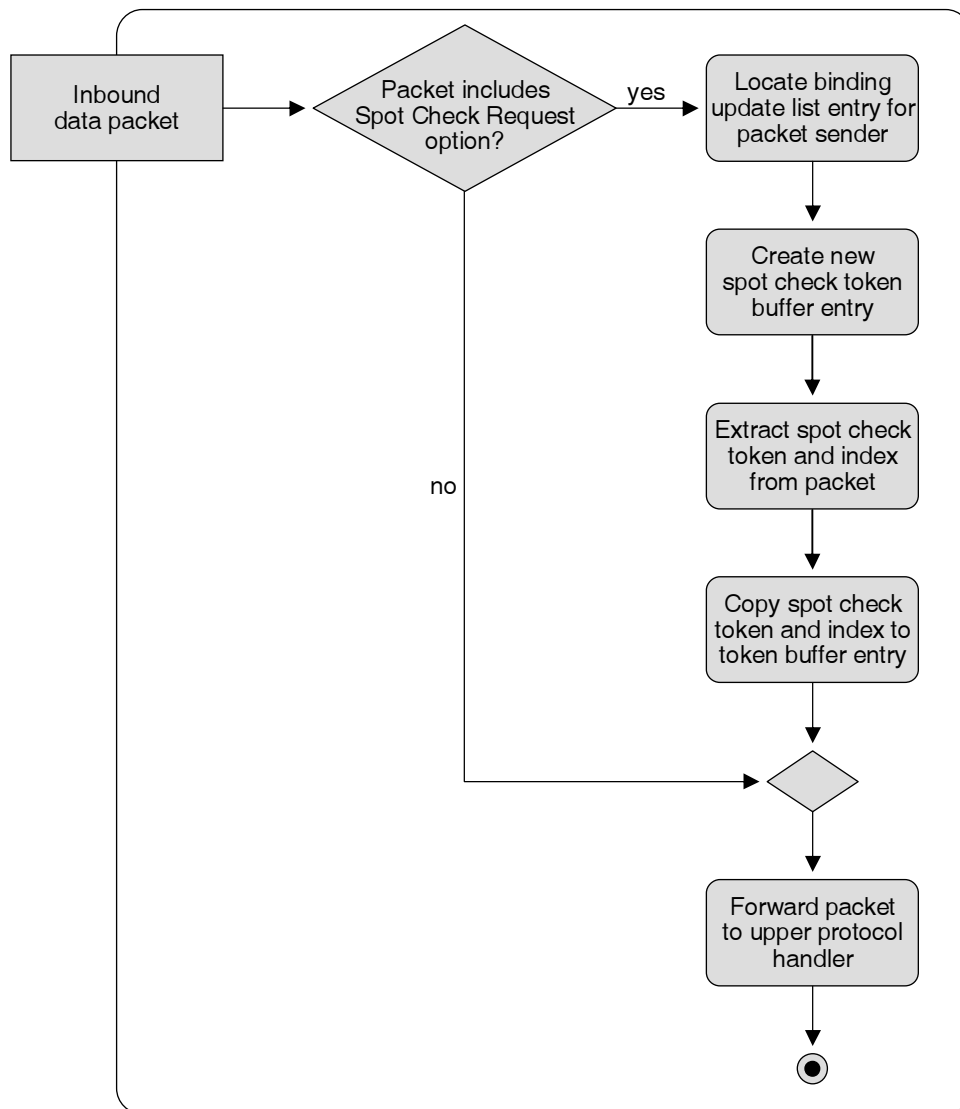 Inbound
data packet
Packet includes
Spot Check Request
option?
yes
Locate binding
update list entry for
packet sender
Create new
spot check token
buffer entry
Extract spot check
token and index
from packet
no
Copy spot check
token and index to
token buffer entry
Forward packet
to upper protocol
handler